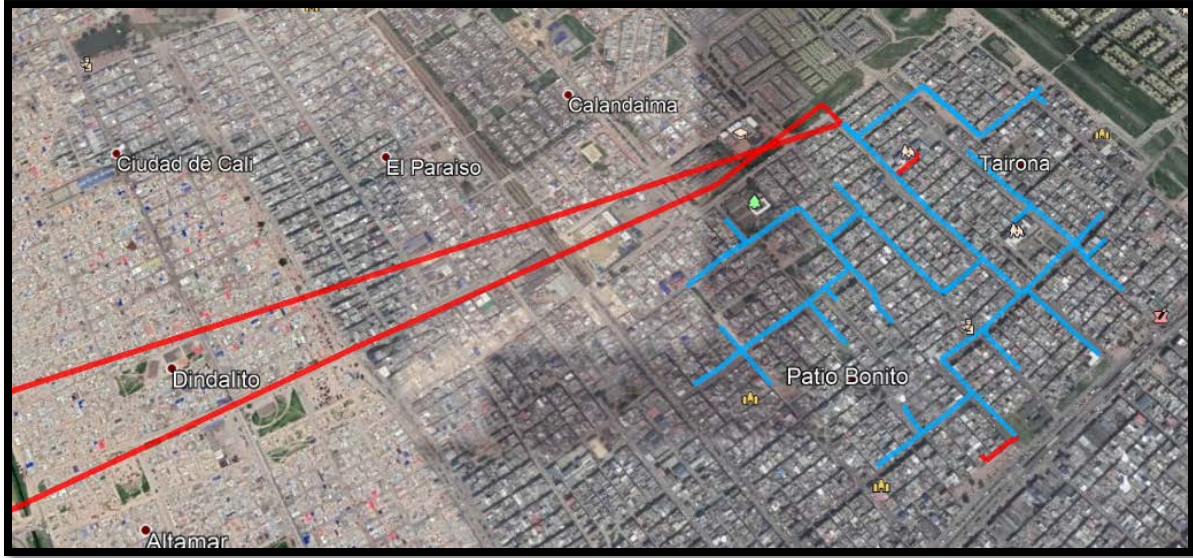 Calandaima
Ciudad de Cali
El Paraiso
Tairona
Dindalito
Patio Bonito
Altamar